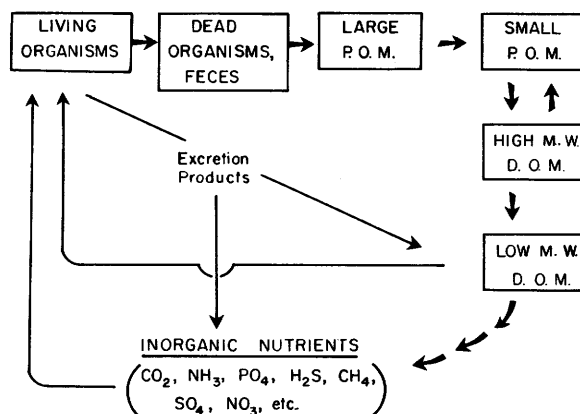 LIVING
ORGANISMS
DEAD
ORGANISMS,
FECES
LARGE
P. O. M.
SMALL
P. O. M.
HIGH M. W.
D. O. M.
Excretion
Products
LOW M. W.
D. O. M.
INORGANIC NUTRIENTS
(CO₂, NH₃, PO₄, H₂S, CH₄,
SO₄, NO₃, etc.)